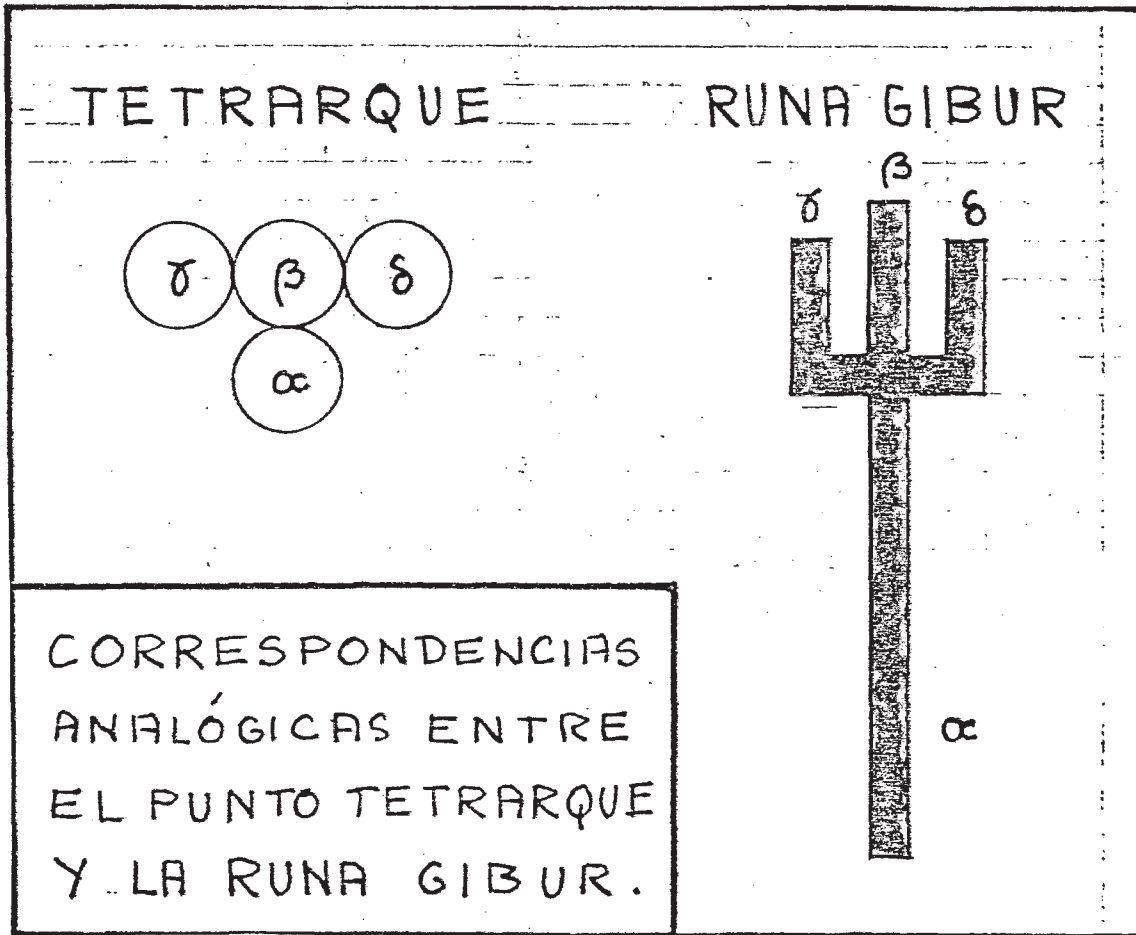 TETRARQUE
RUNA GIBUR
γ β δ
α
β
γ δ
α
CORRESPONDENCIAS
ANALÓGICAS ENTRE
EL PUNTO TETRARQUE
Y LA RUNA GIBUR.